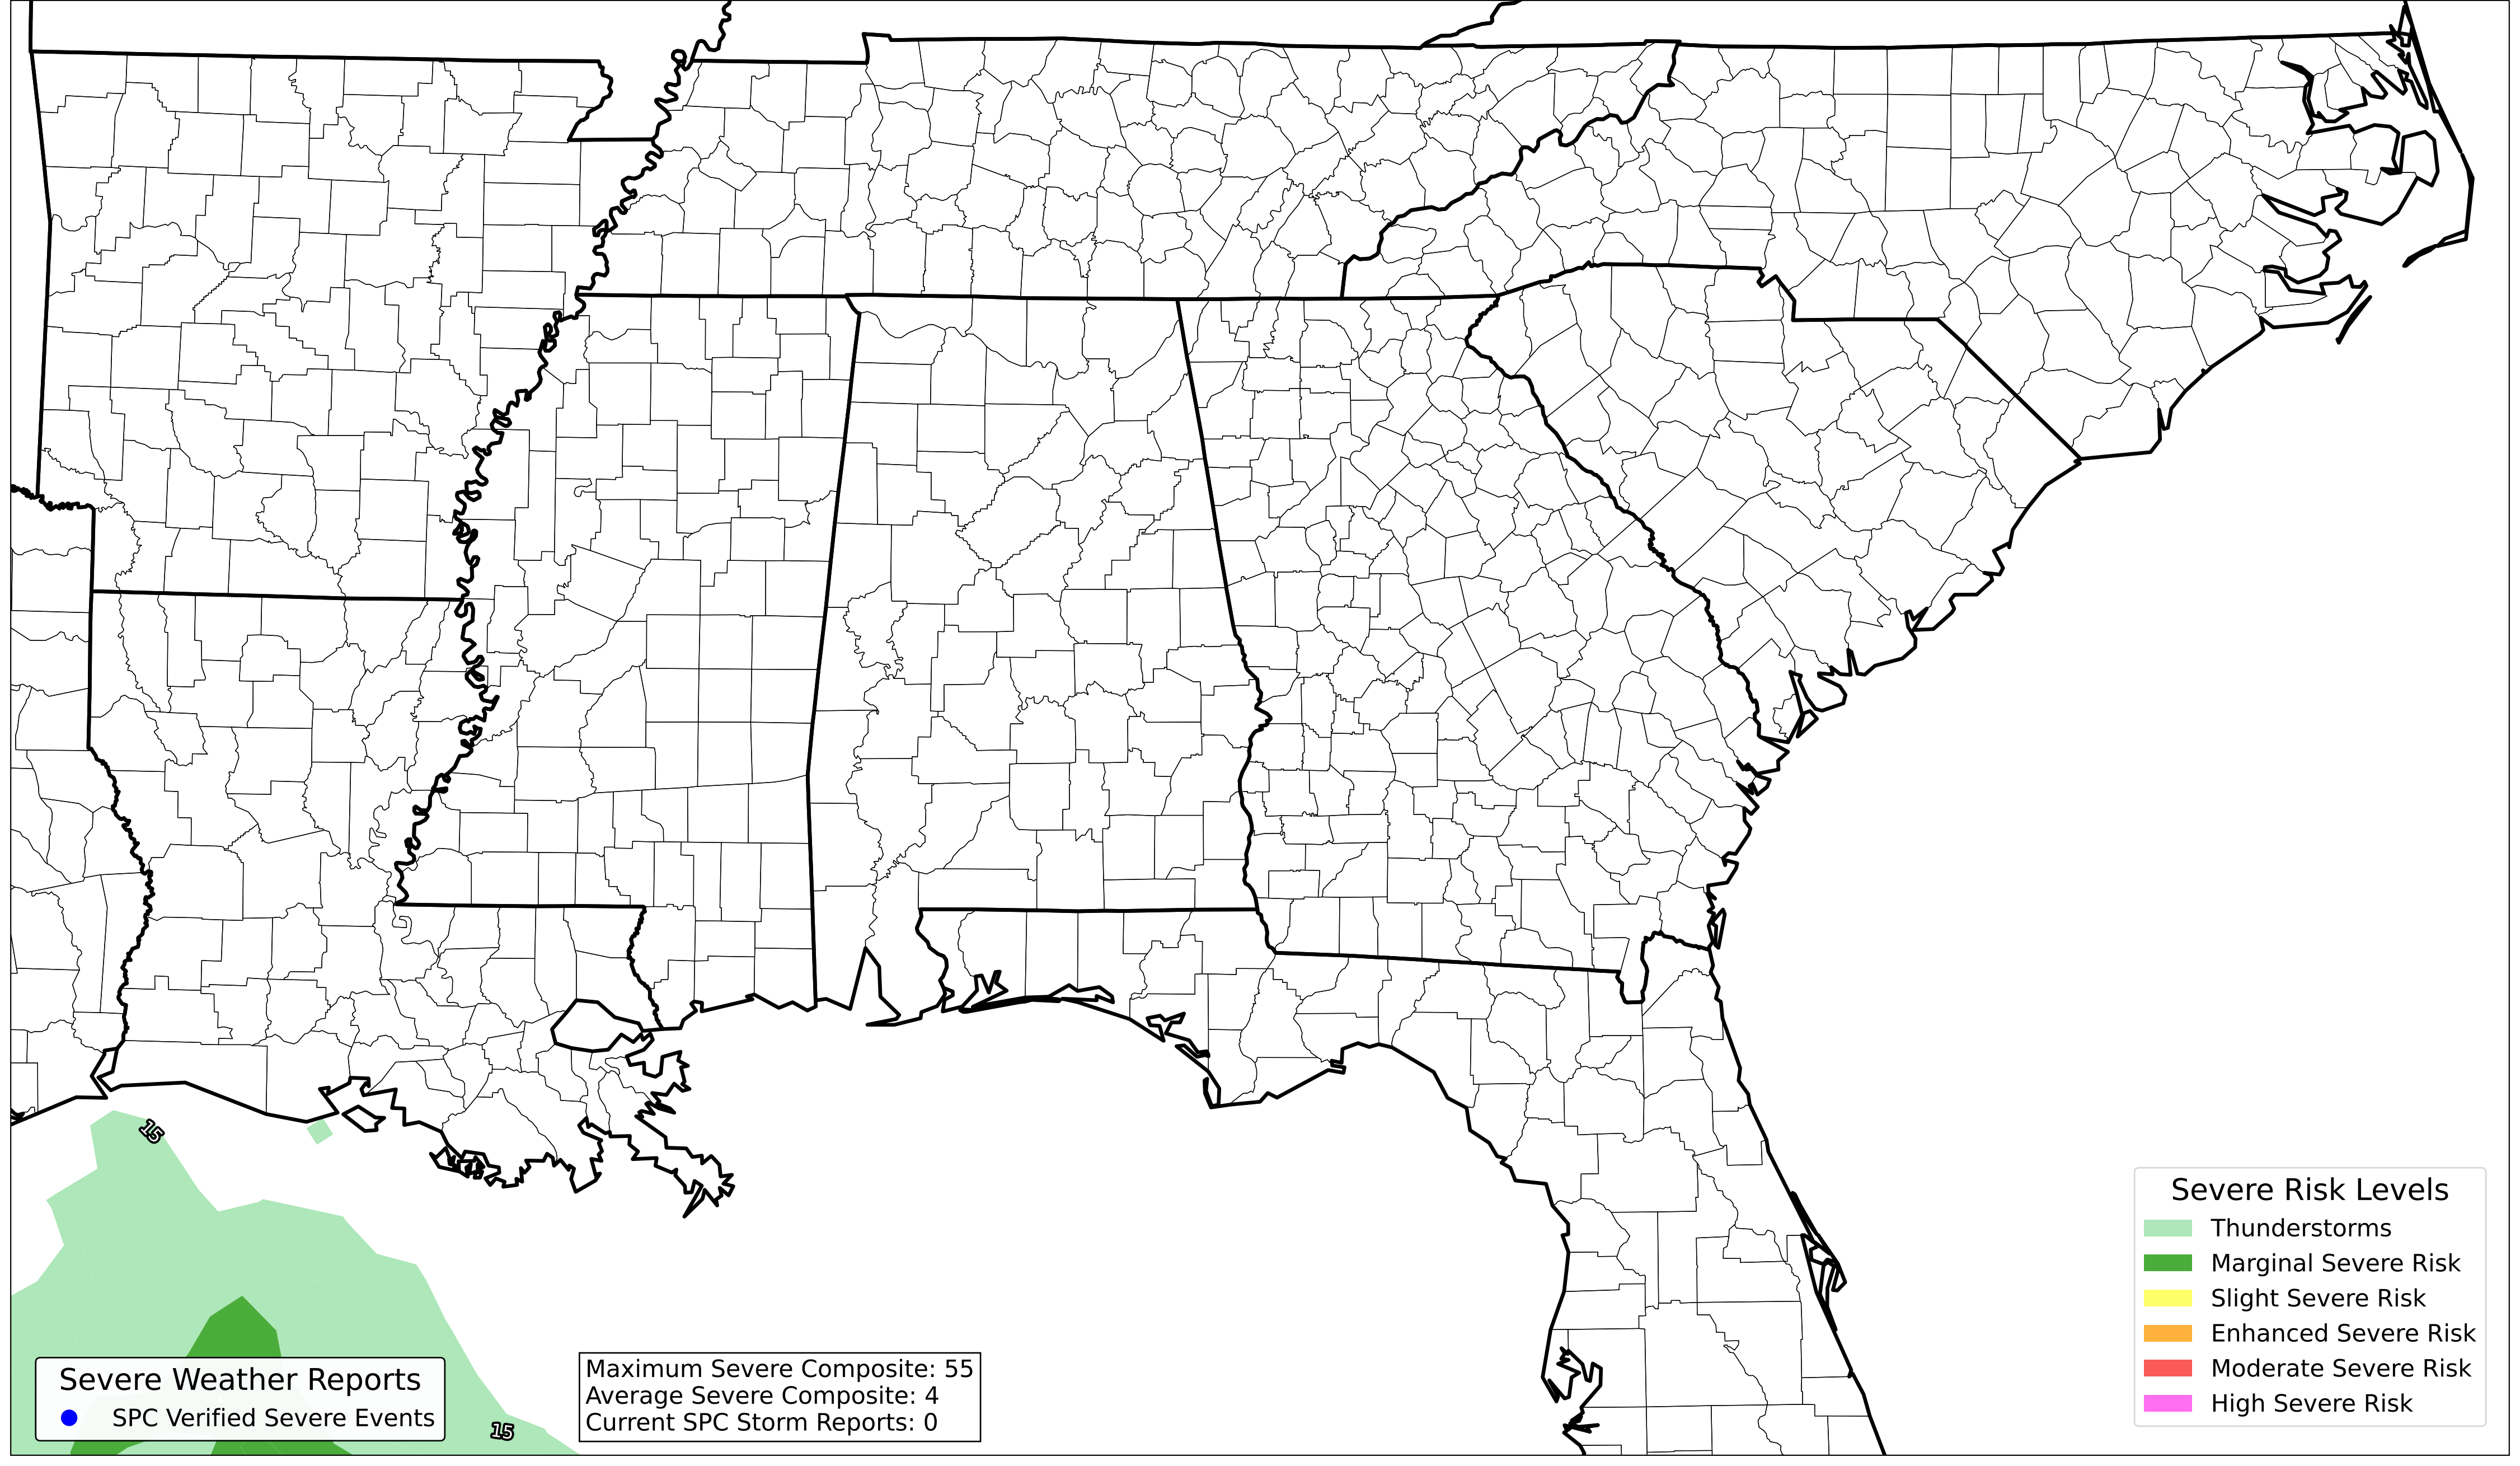 15
Severe Weather Reports
SPC Verified Severe Events
15
Maximum Severe Composite: 55
Average Severe Composite: 4
Current SPC Storm Reports: 0
Severe Risk Levels
Thunderstorms
Marginal Severe Risk
Slight Severe Risk
Enhanced Severe Risk
Moderate Severe Risk
High Severe Risk